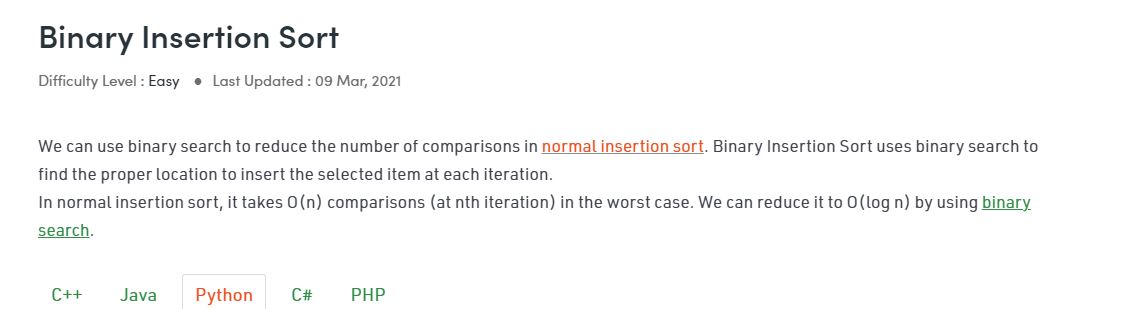 Binary Insertion Sort
Difficulty Level : Easy ● Last Updated : 09 Mar, 2021
We can use binary search to reduce the number of comparisons in normal insertion sort. Binary Insertion Sort uses binary search to
find the proper location to insert the selected item at each iteration.
In normal insertion sort, it takes O(n) comparisons (at nth iteration) in the worst case. We can reduce it to O(log n) by using binary
search.
C++ Java Python C# PHP